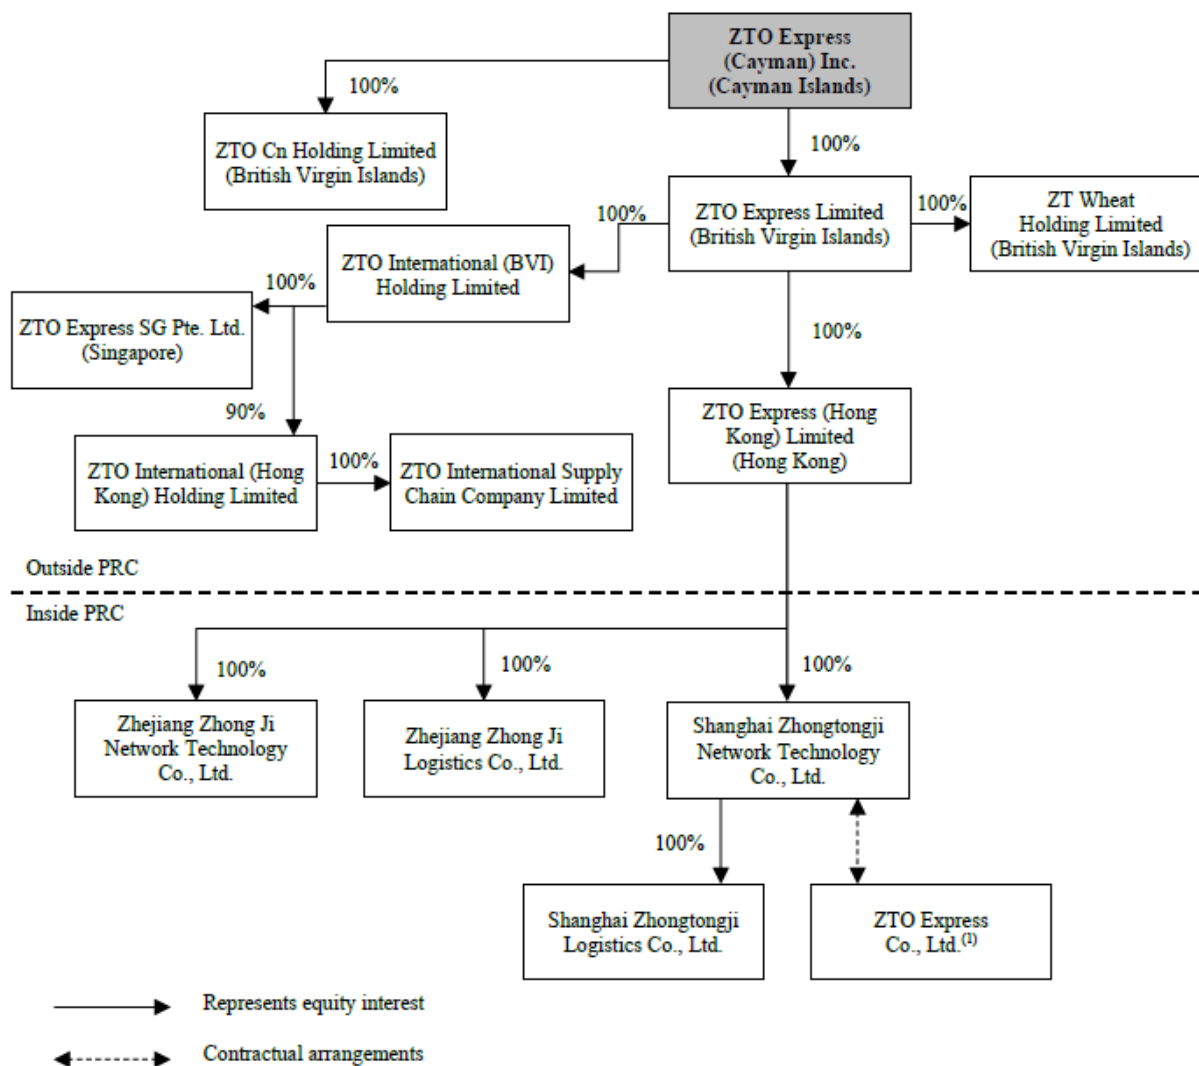 ZTO Express
(Cayman) Inc.
(Cayman Islands)
100%
100%
ZTO Cn Holding Limited
(British Virgin Islands)
ZTO Express Limited
(British Virgin Islands)
100%
ZT Wheat
Holding Limited
(British Virgin Islands)
100%
ZTO International (BVI)
Holding Limited
100%
ZTO Express SG Pte. Ltd.
(Singapore)
100%
90%
ZTO Express (Hong
Kong) Limited
(Hong Kong)
ZTO International (Hong
Kong) Holding Limited
100%
ZTO International Supply
Chain Company Limited
Outside PRC
Inside PRC
100%
100%
100%
Zhejiang Zhong Ji
Network Technology
Co., Ltd.
Zhejiang Zhong Ji
Logistics Co., Ltd.
Shanghai Zhongtongji
Network Technology
Co., Ltd.
100%
Shanghai Zhongtongji
Logistics Co., Ltd.
ZTO Express
Co., Ltd.(1)
Represents equity interest
Contractual arrangements